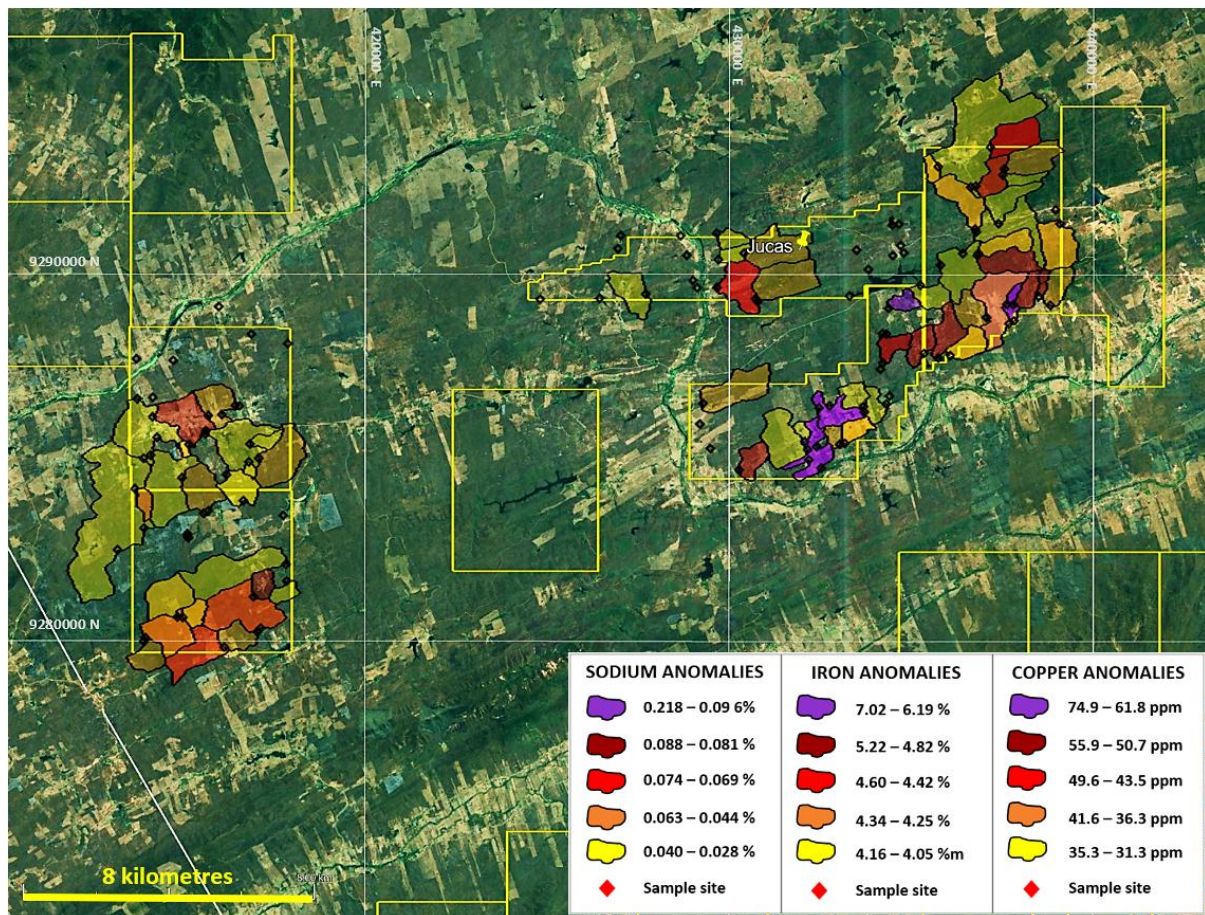 420000 E
43000 E
44000 E
Jucas
9290000 N
9280000 N
8 kilometres
SODIUM ANOMALIES
0.218 – 0.09 6%
0.088 – 0.081 %
0.074 – 0.069 %
0.063 – 0.044 %
0.040 – 0.028 %
Sample site
IRON ANOMALIES
7.02 – 6.19 %
5.22 – 4.82 %
4.60 – 4.42 %
4.34 – 4.25 %
4.16 – 4.05 %m
Sample site
COPPER ANOMALIES
74.9 – 61.8 ppm
55.9 – 50.7 ppm
49.6 – 43.5 ppm
41.6 – 36.3 ppm
35.3 – 31.3 ppm
Sample site